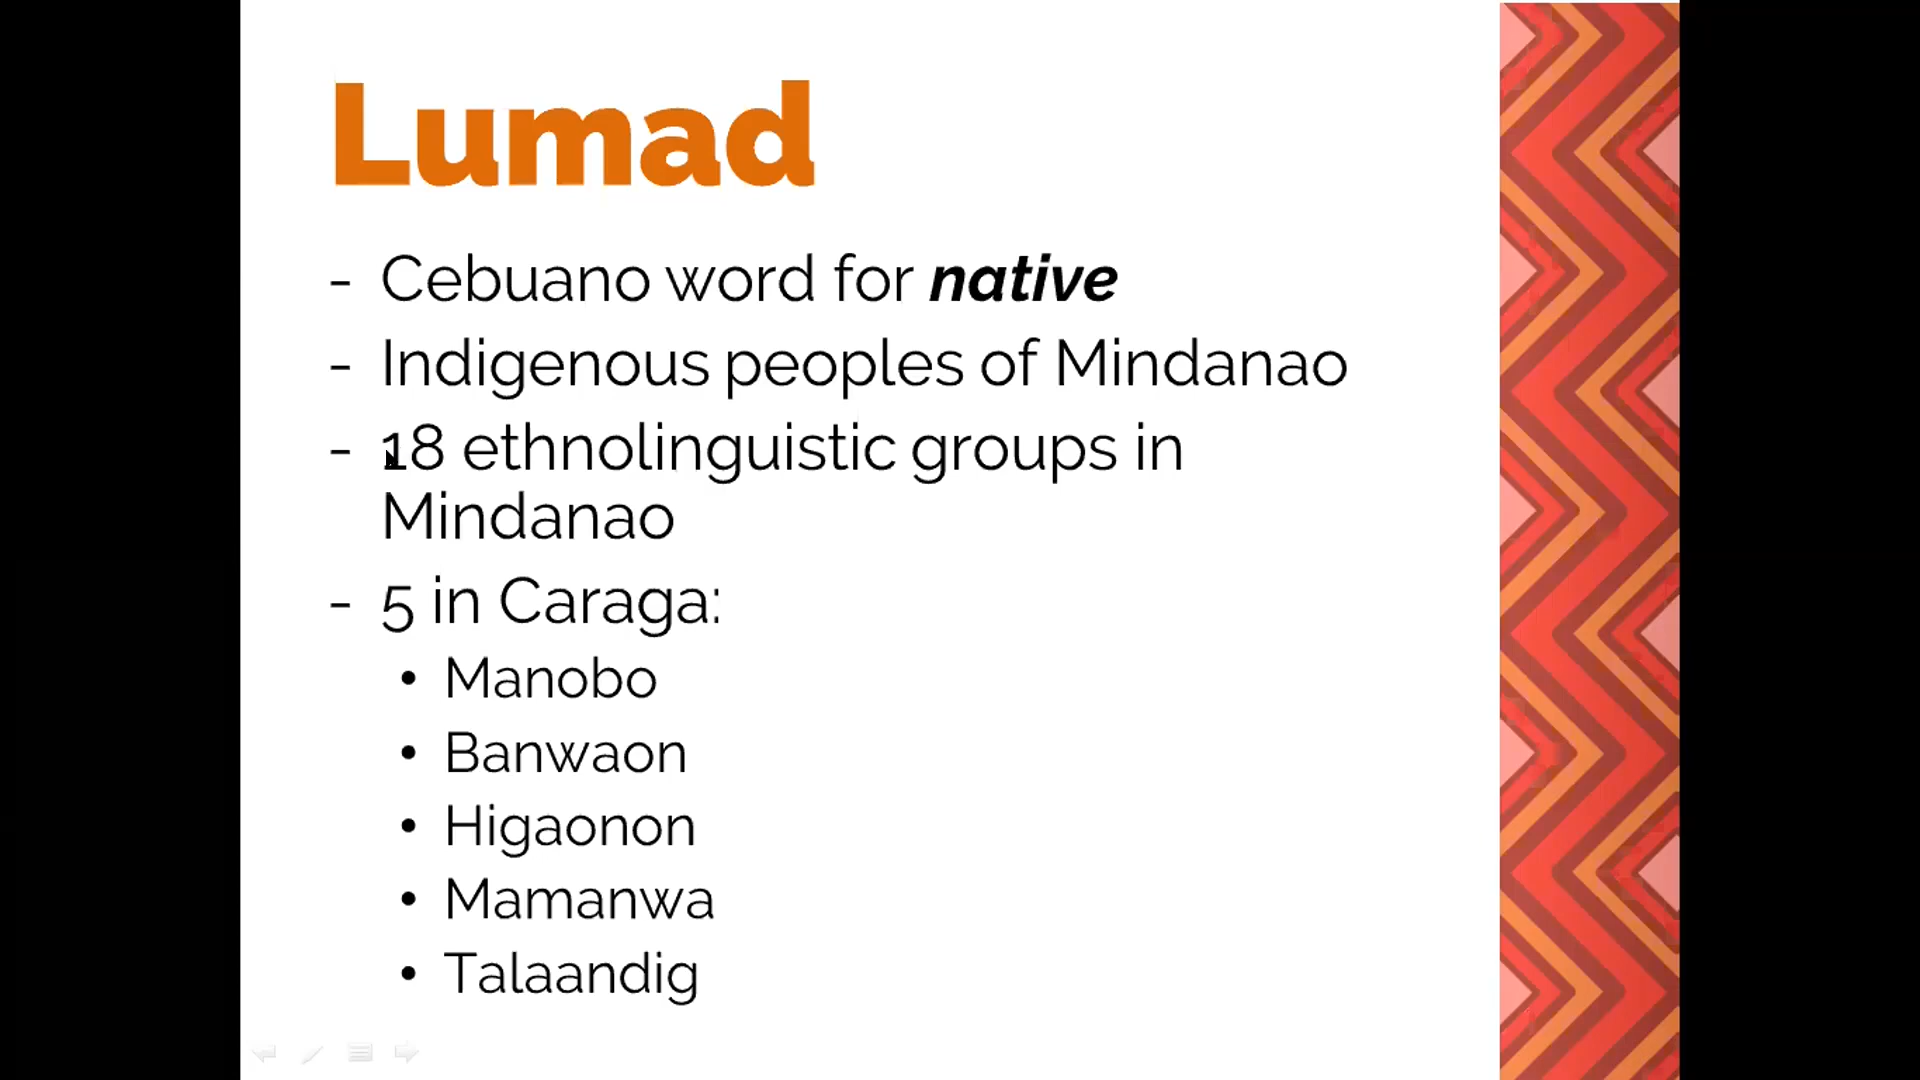 Lumad
- Cebuano word for native
- Indigenous peoples of Mindanao
- 18 ethnolinguistic groups in
Mindanao
- 5 in Caraga:
• Manobo
• Banwaon
• Higaonon
• Mamanwa
• Talaandig